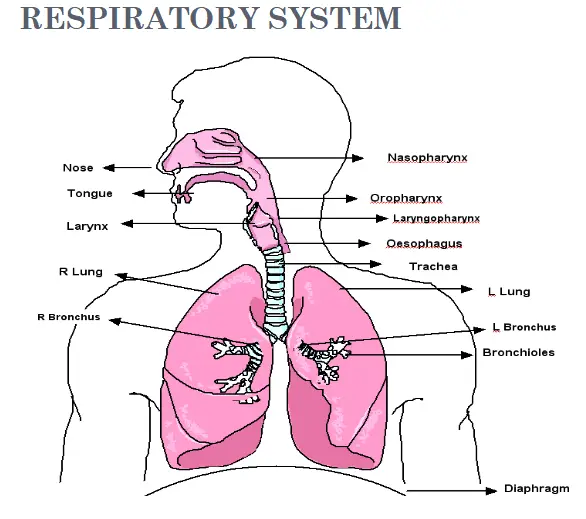 RESPIRATORY SYSTEM
Nose
Nasopharynx
Tongue
Oropharynx
Larynx
Laryngopharynx
Oesophagus
Trachea
R Lung
L Lung
R Bronchus
L Bronchus
Bronchioles
Diaphragm